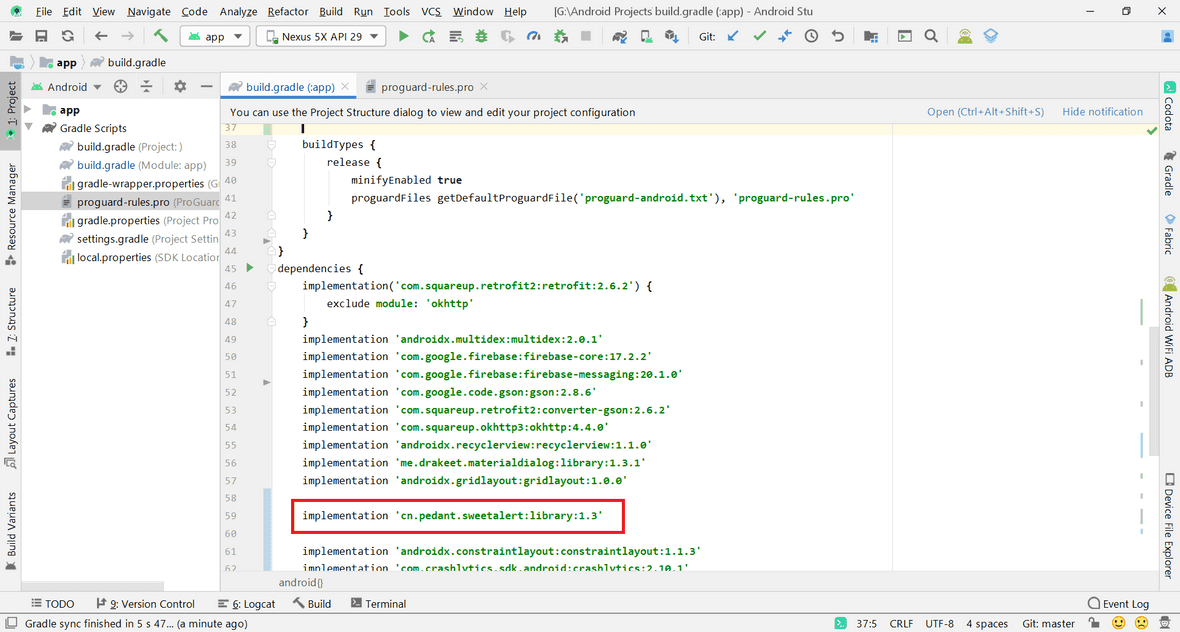 File Edit View Navigate Code Analyze Refactor Build Run Tools VCS Window Help [G:\Android Projects build.gradle (:app) - Android Stu
app Nexus 5X API 29 Git:
app build.gradle
Android build.gradle (:app) proguard-rules.pro
You can use the Project Structure dialog to view and edit your project configuration Open (Ctrl+Alt+Shift+S) Hide notification
app
Gradle Scripts
build.gradle (Project: )
build.gradle (Module: app)
gradle-wrapper.properties (G
proguard-rules.pro (ProGuard
gradle.properties (Project Pro
settings.gradle (Project Settin
local.properties (SDK Location
1: Project
Resource Manager
7: Structure
Layout Captures
Build Variants
37
38 buildTypes {
39 release {
40 minifyEnabled true
41 proguardFiles getDefaultProguardFile('proguard-android.txt'), 'proguard-rules.pro'
42 }
43 }
44 }
45 dependencies {
46 implementation('com.squareup.retrofit2:retrofit:2.6.2') {
47 exclude module: 'okhttp'
48 }
49 implementation 'androidx.multidex:multidex:2.0.1'
50 implementation 'com.google.firebase:firebase-core:17.2.2'
51 implementation 'com.google.firebase:firebase-messaging:20.1.0'
52 implementation 'com.google.code.gson:gson:2.8.6'
53 implementation 'com.squareup.retrofit2:converter-gson:2.6.2'
54 implementation 'com.squareup.okhttp3:okhttp:4.4.0'
55 implementation 'androidx.recyclerview:recyclerview:1.1.0'
56 implementation 'me.drakeet.materialdialog:library:1.3.1'
57 implementation 'androidx.gridlayout:gridlayout:1.0.0'
58
59 implementation 'cn.pedant.sweetalert:library:1.3'
60
61 implementation 'androidx.constraintlayout:constraintlayout:1.1.3'
62 implementation 'com.crashlytics.sdk.android:crashlytics:2.10.1'
android{}
Codota
Gradle
Fabric
Android WiFi ADB
Device File Explorer
TODO 9: Version Control 6: Logcat Build Terminal Event Log
Gradle sync finished in 5 s 47... (a minute ago) 37:5 CRLF UTF-8 4 spaces Git: master